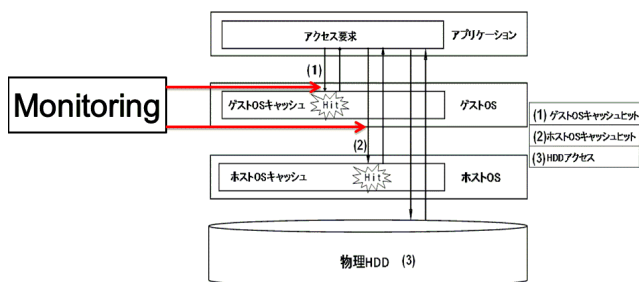 アクセス要求 アプリケーション
(1)
Monitoring
ゲストOSキャッシュ Hit ゲストOS
(1) ゲストOSキャッシュヒット
(2)ホストOSキャッシュヒット
(3)HDDアクセス
(2)
ホストOSキャッシュ Hit ホストOS
物理HDD (3)